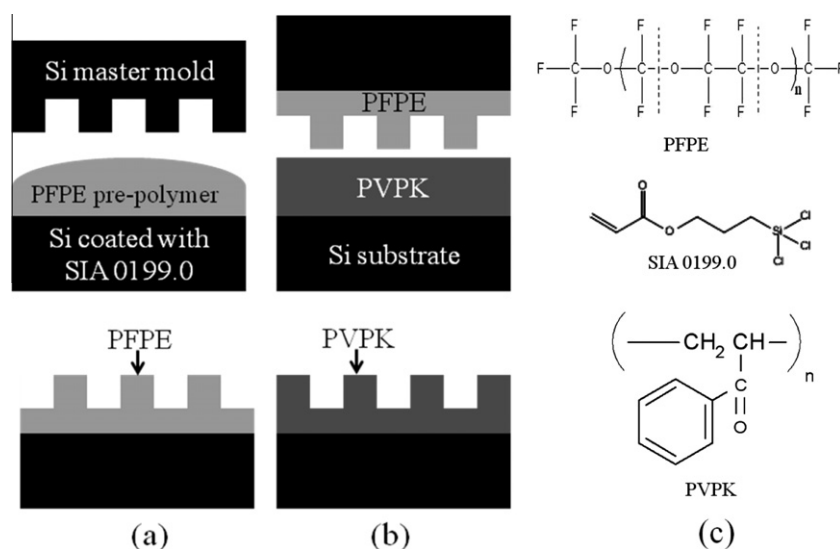 Si master mold
PFPE pre-polymer
Si coated with
SIA 0199.0
PFPE
(a)
PFPE
PVPK
Si substrate
PVPK
(b)
F F F F F
F C O ( C O C C O ) n C F
F F F F F
PFPE
O
O
Si
Cl
Cl
Cl
SIA 0199.0
( CH2 CH ) n
C
O
PVPK
(c)